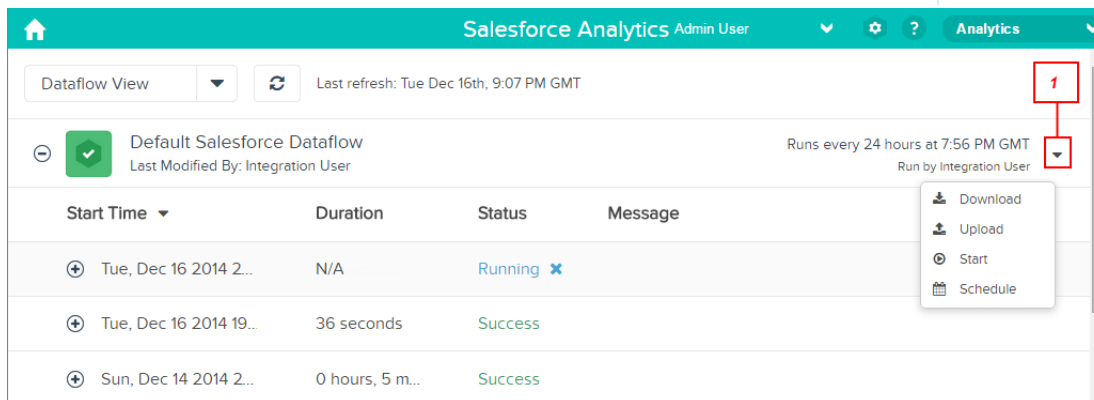 Salesforce Analytics Admin User ? Analytics
Dataflow View Last refresh: Tue Dec 16th, 9:07 PM GMT
1
Default Salesforce Dataflow
Last Modified By: Integration User
Runs every 24 hours at 7:56 PM GMT
Run by Integration User
Download
Upload
Start
Schedule
Start Time Duration Status Message
Tue, Dec 16 2014 2... N/A Running
Tue, Dec 16 2014 19... 36 seconds Success
Sun, Dec 14 2014 2... 0 hours, 5 m... Success